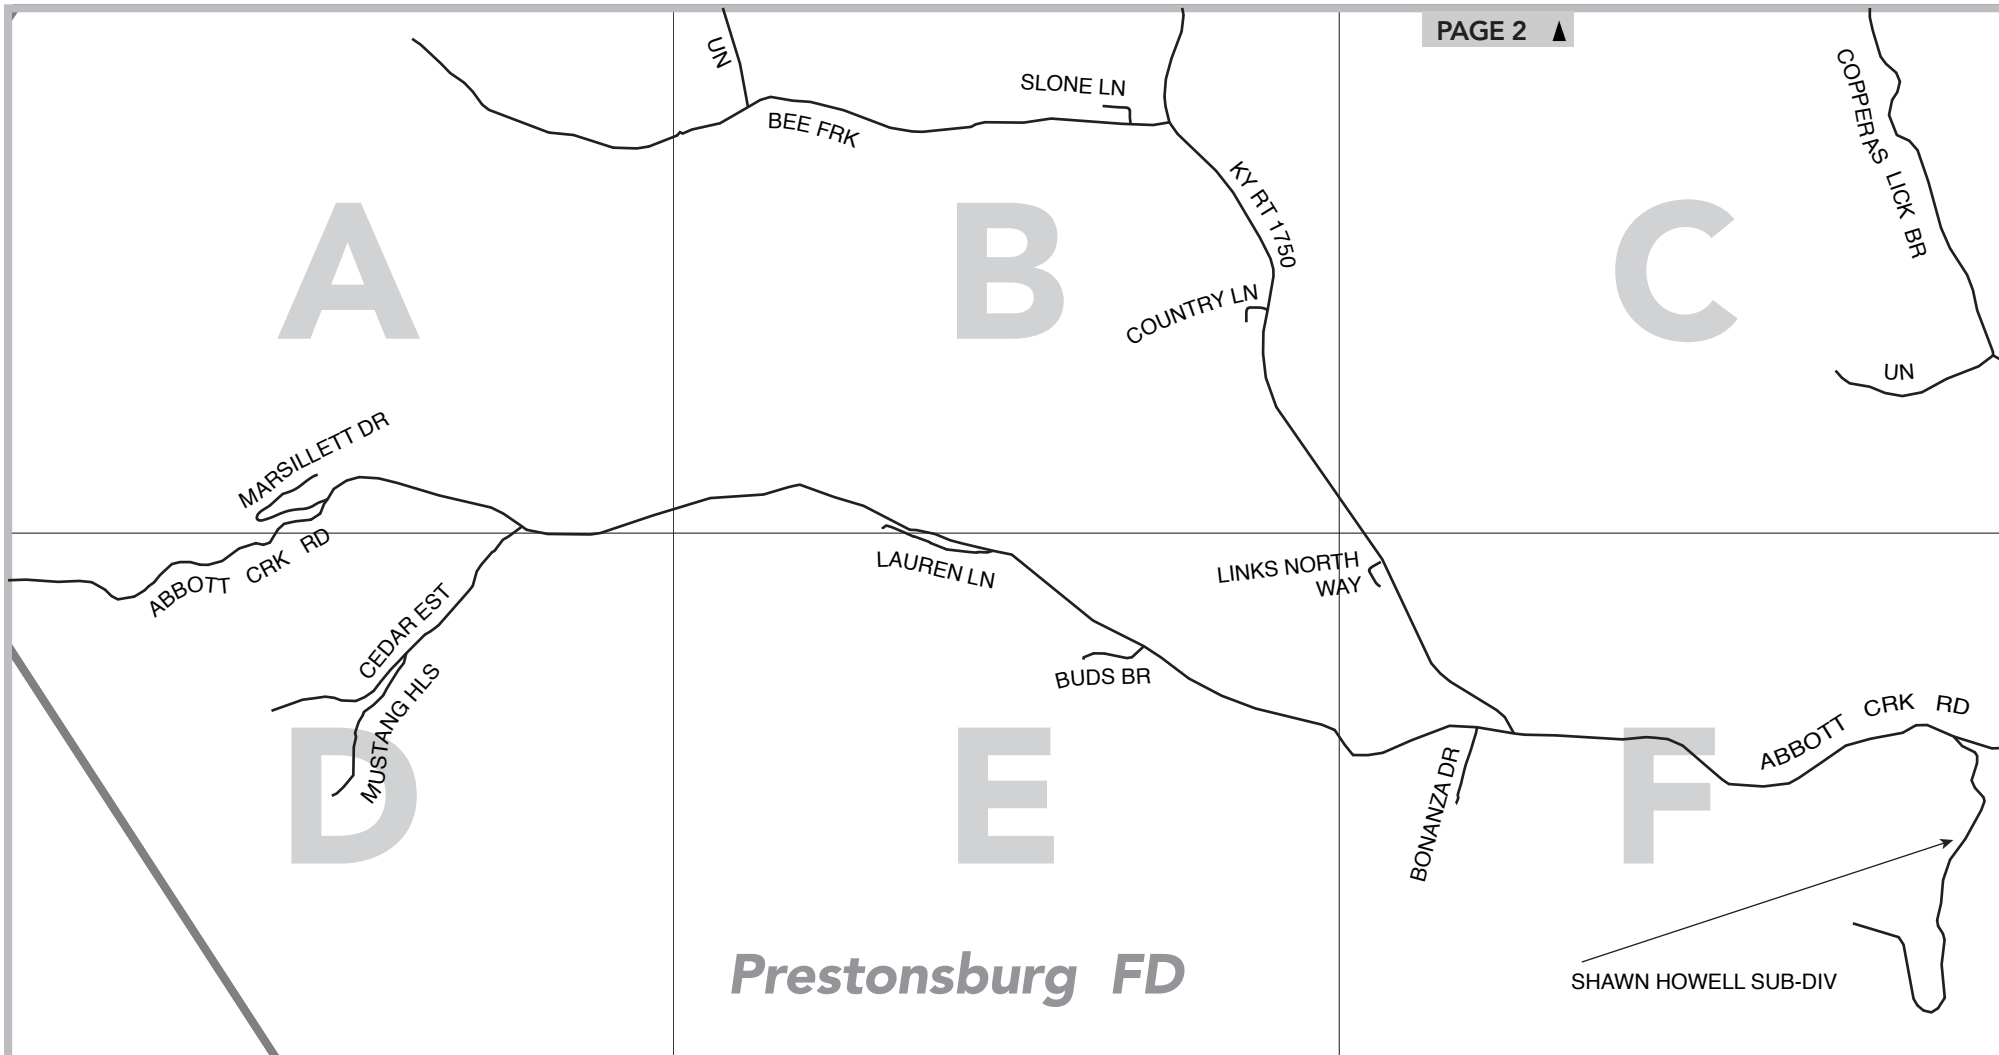 PAGE 2 ▲
UN
SLONE LN
BEE FRK
COPPERAS LICK BR
KY RT 1750
A
B
C
COUNTRY LN
UN
MARSILLETT DR
ABBOTT CRK RD
LAUREN LN
LINKS NORTH
WAY
CEDAR EST
BUDS BR
MUSTANG HLS
ABBOTT CRK RD
BONANZA DR
D
E
F
Prestonsburg FD
SHAWN HOWELL SUB-DIV